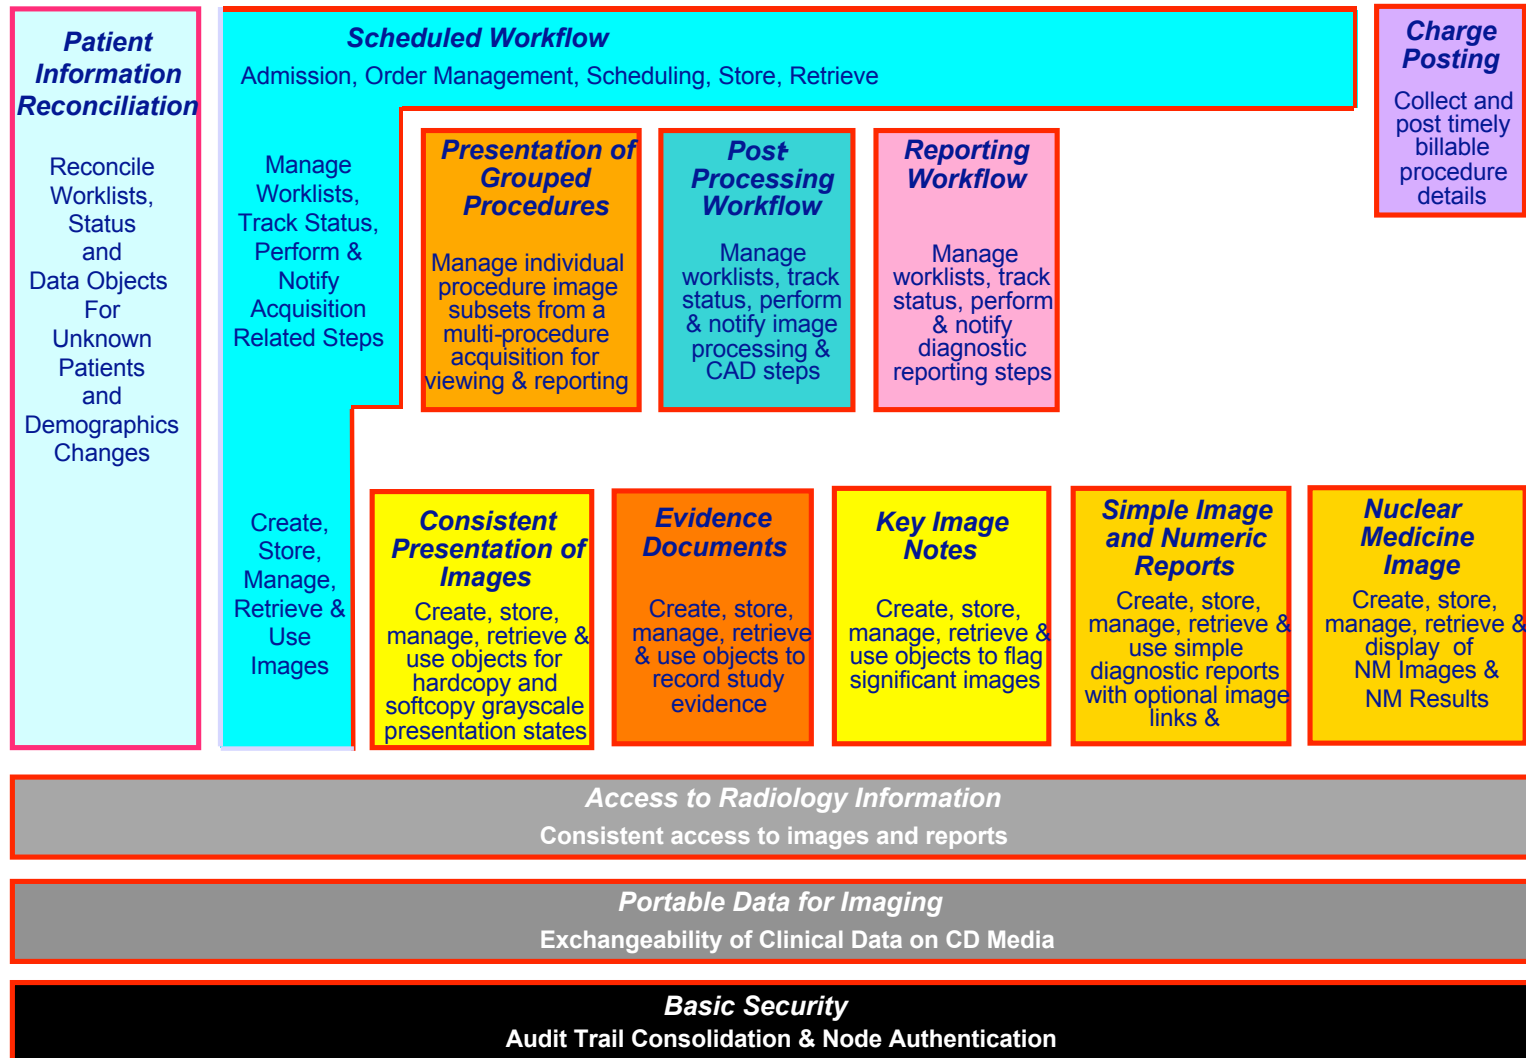 Patient
Information
Reconciliation
Reconcile
Worklists,
Status
and
Data Objects
For
Unknown
Patients
and
Demographics
Changes
Scheduled Workflow
Admission, Order Management, Scheduling, Store, Retrieve
Manage
Worklists,
Track Status,
Perform &
Notify
Acquisition
Related Steps
Create,
Store,
Manage,
Retrieve &
Use
Images
Charge
Posting
Collect and
post timely
billable
procedure
details
Presentation of
Grouped
Procedures
Manage individual
procedure image
subsets from a
multi-procedure
acquisition for
viewing & reporting
Post-
Processing
Workflow
Manage
worklists, track
status, perform
& notify image
processing &
CAD steps
Reporting
Workflow
Manage
worklists, track
status, perform
& notify
diagnostic
reporting steps
Consistent
Presentation of
Images
Create, store,
manage, retrieve &
use objects for
hardcopy and
softcopy grayscale
presentation states
Evidence
Documents
Create, store,
manage, retrieve
& use objects to
record study
evidence
Key Image
Notes
Create, store,
manage, retrieve &
use objects to flag
significant images
Simple Image
and Numeric
Reports
Create, store,
manage, retrieve &
use simple
diagnostic reports
with optional image
links &
Nuclear
Medicine
Image
Create, store,
manage, retrieve &
display of
NM Images &
NM Results
Access to Radiology Information
Consistent access to images and reports
Portable Data for Imaging
Exchangeability of Clinical Data on CD Media
Basic Security
Audit Trail Consolidation & Node Authentication